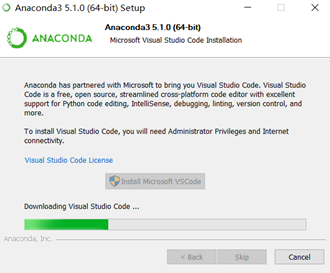 Anaconda3 5.1.0 (64-bit) Setup
Anaconda3 5.1.0 (64-bit)
ANACONDA
Microsoft Visual Studio Code Installation
Anaconda has partnered with Microsoft to bring you Visual Studio Code. Visual Studio
Code is a free, open source, streamlined cross-platform code editor with excellent
support for Python code editing, IntelliSense, debugging, linting, version control, and
more.
To install Visual Studio Code, you will need Administrator Privileges and Internet
connectivity.
Visual Studio Code License
Install Microsoft VSCode
Downloading Visual Studio Code ...
Anaconda, Inc.
< Back
Skip
Cancel